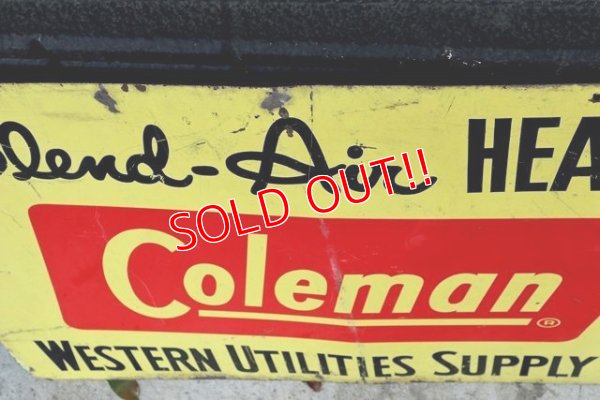 lend-Air HEA
SOLD OUT!!
Coleman ®
WESTERN UTILITIES SUPPLY